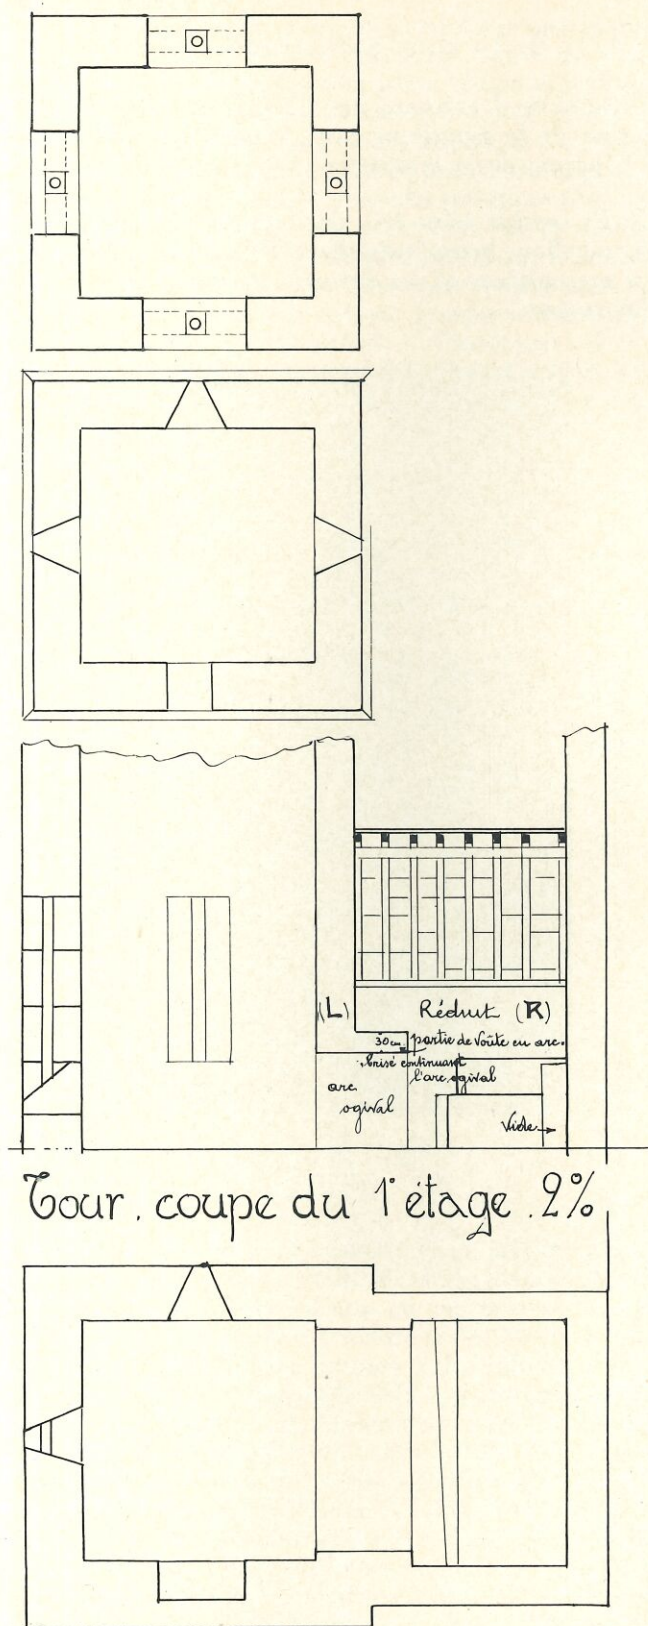 (L)
Réduit (R)
30cm partie de voûte en arc.
brisé continuant
l'arc ogival
arc
ogival
Vide →
Tour. coupe du 1ᵉʳ étage. 2%